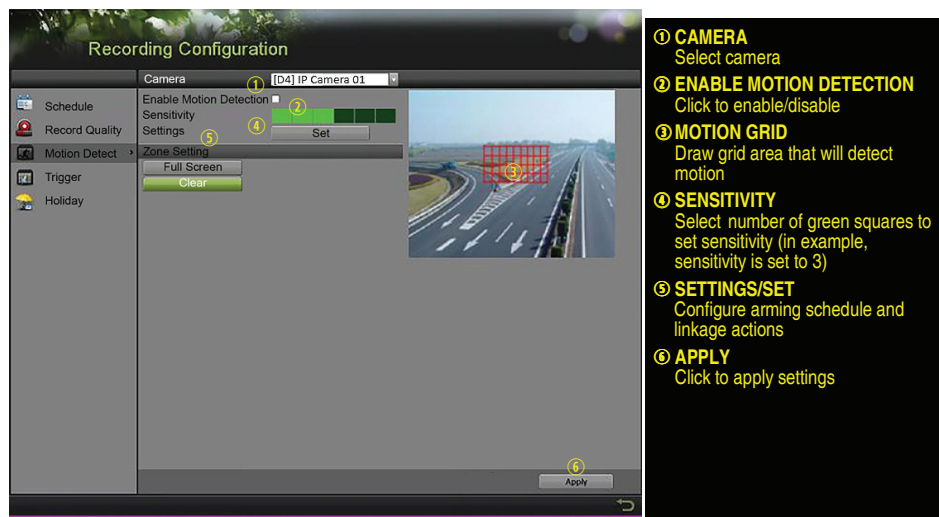 Recording Configuration
Camera ① [D4] IP Camera 01
Schedule
Record Quality
Motion Detect ›
Trigger
Holiday
Enable Motion Detection
②
Sensitivity
④
Settings Set
⑤
Zone Setting
Full Screen
Clear
③
⑥
Apply
① CAMERA
Select camera
② ENABLE MOTION DETECTION
Click to enable/disable
③ MOTION GRID
Draw grid area that will detect
motion
④ SENSITIVITY
Select number of green squares to
set sensitivity (in example,
sensitivity is set to 3)
⑤ SETTINGS/SET
Configure arming schedule and
linkage actions
⑥ APPLY
Click to apply settings